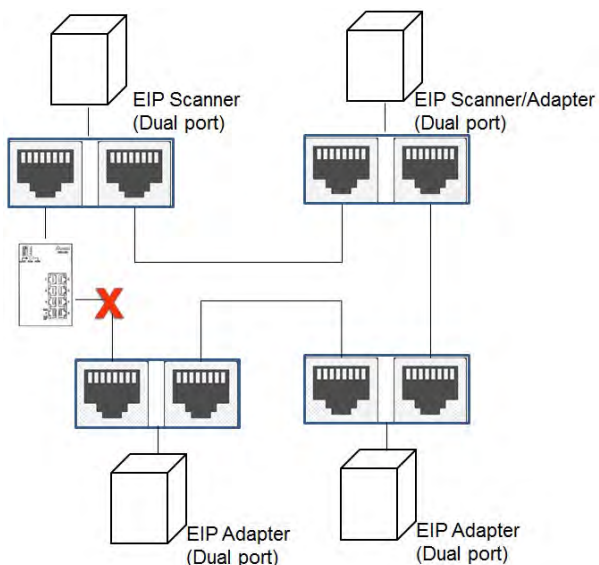 EIP Scanner
(Dual port)
EIP Scanner/Adapter
(Dual port)
X
EIP Adapter
(Dual port)
EIP Adapter
(Dual port)